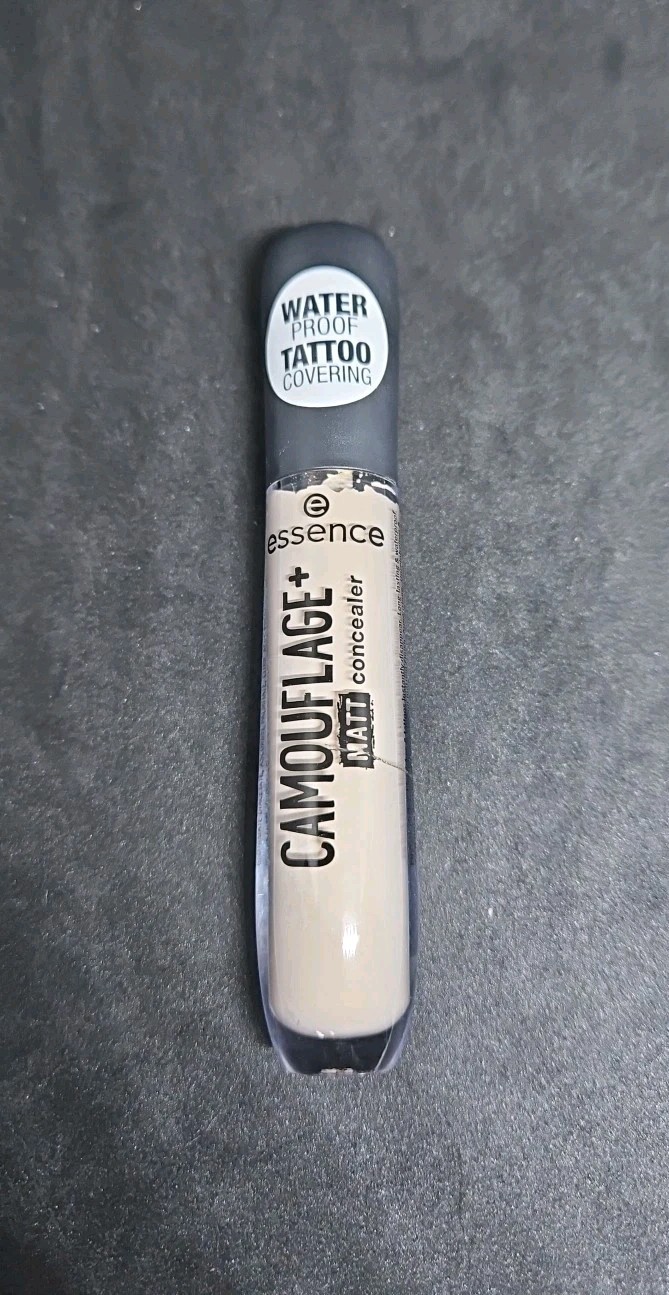 WATER
PROOF
TATTOO
COVERING
e
essence
CAMOUFLAGE+
MATT concealer